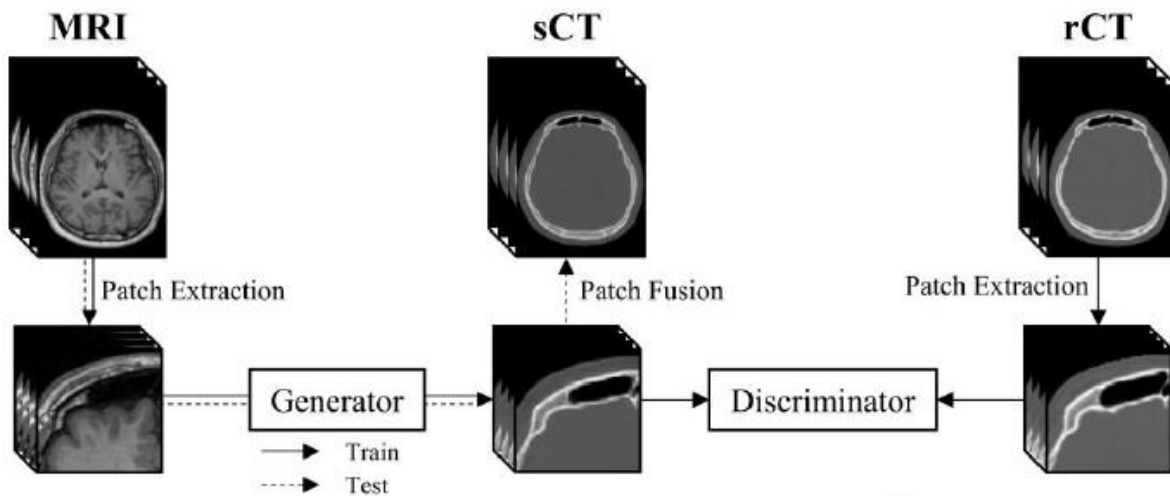 MRI
sCT
rCT
Patch Extraction
Patch Fusion
Patch Extraction
Generator
Discriminator
Train
Test